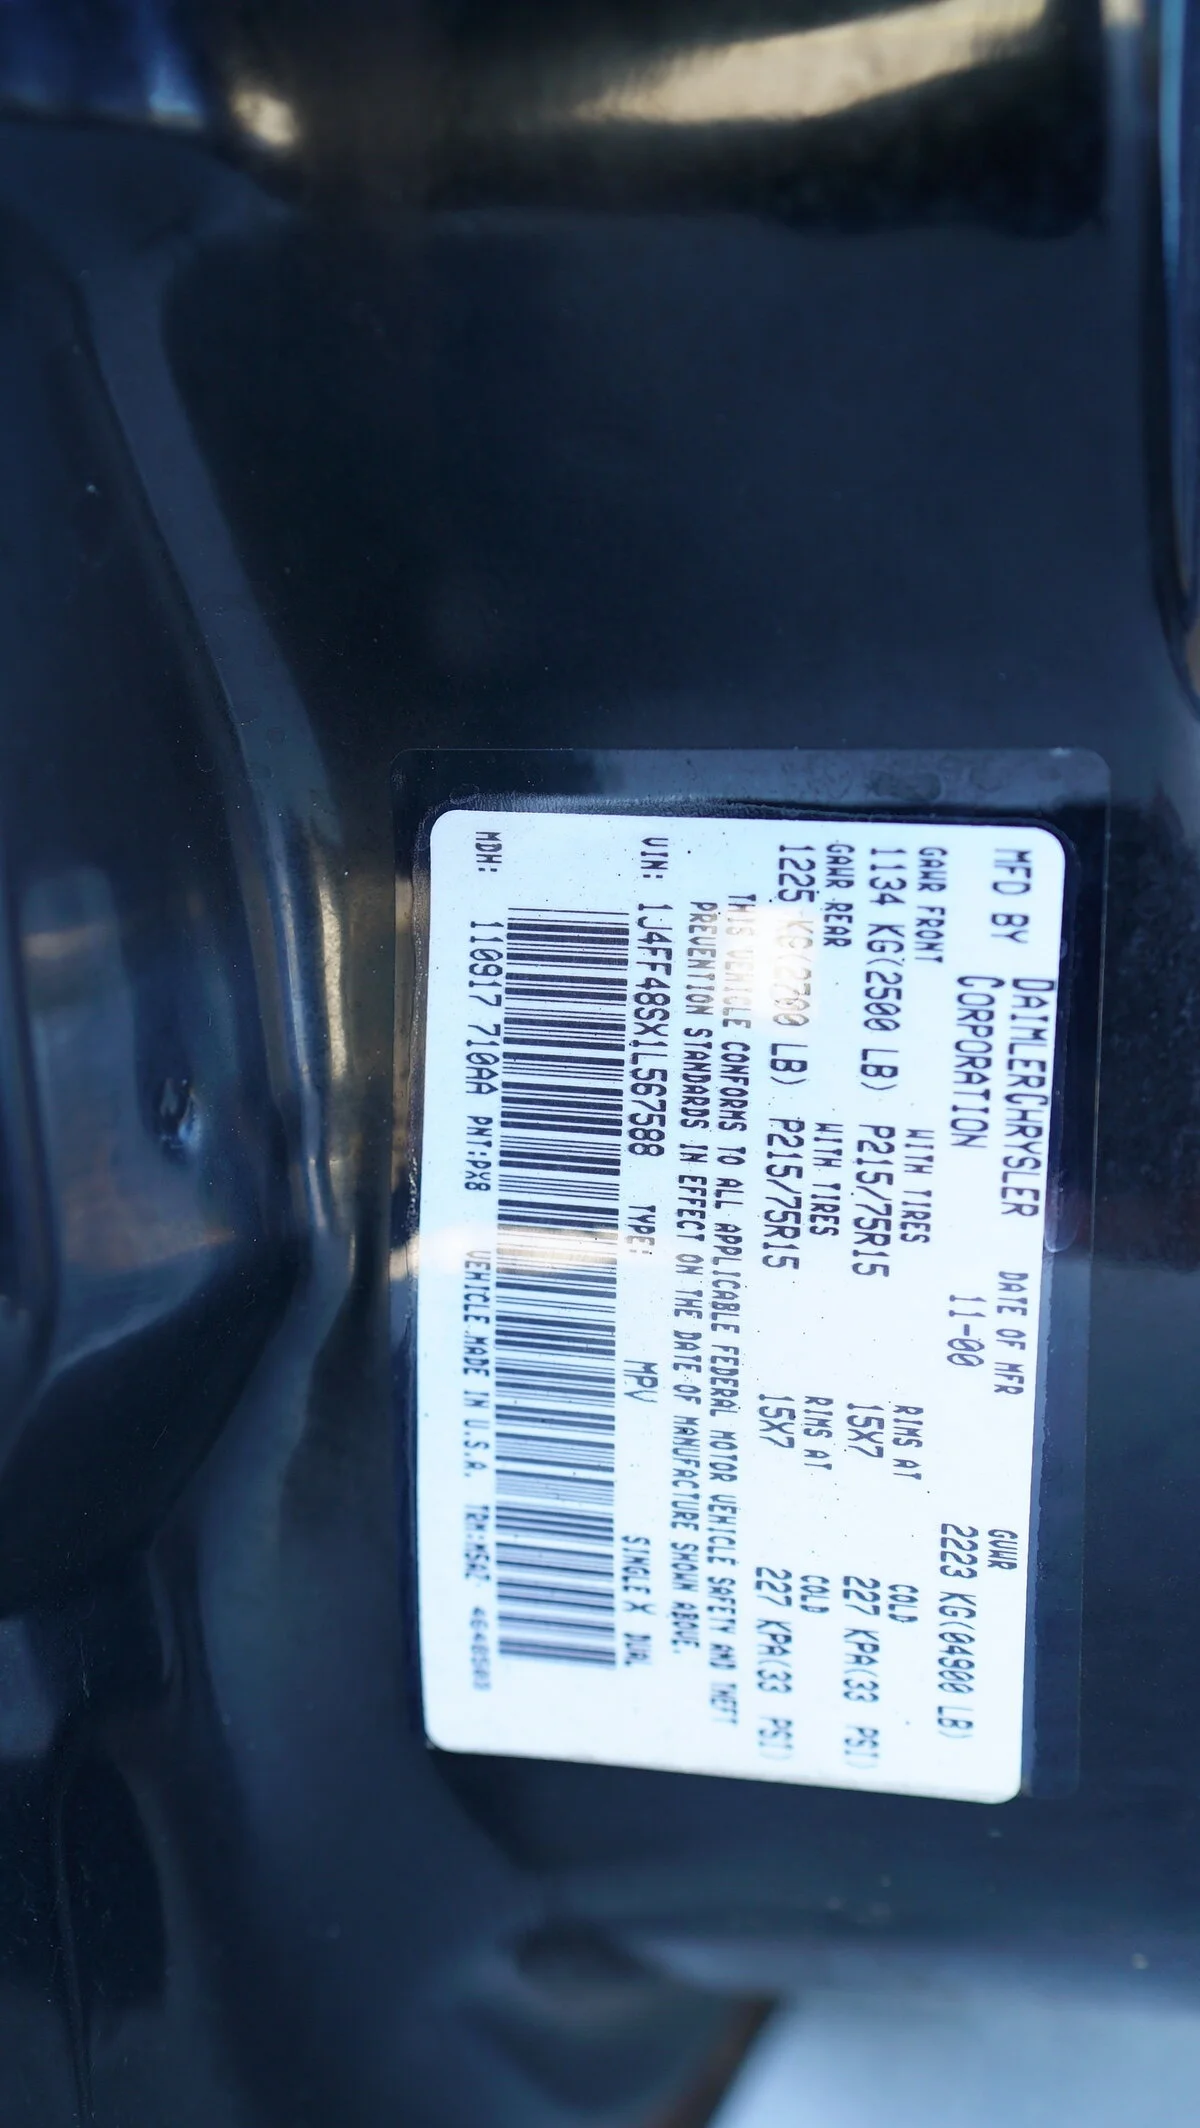 MFD BY DAIMLERCHRYSLER CORPORATION
DATE OF MFR 11-00
GVWR 2223 KG(04900 LB)
GAWR FRONT WITH TIRES RIMS AT COLD
1134 KG(2500 LB) P215/75R15 15X7 227 KPA(33 PSI)
GAWR REAR WITH TIRES RIMS AT COLD
1225 KG(2700 LB) P215/75R15 15X7 227 KPA(33 PSI)
THIS VEHICLE CONFORMS TO ALL APPLICABLE FEDERAL MOTOR VEHICLE SAFETY AND THEFT
PREVENTION STANDARDS IN EFFECT ON THE DATE OF MANUFACTURE SHOWN ABOVE.
VIN: 1J4FF48SX1L567588 TYPE: MPV SINGLE X DUAL
MDH: 110917 710AA PNT:PX8 VEHICLE MADE IN U.S.A.